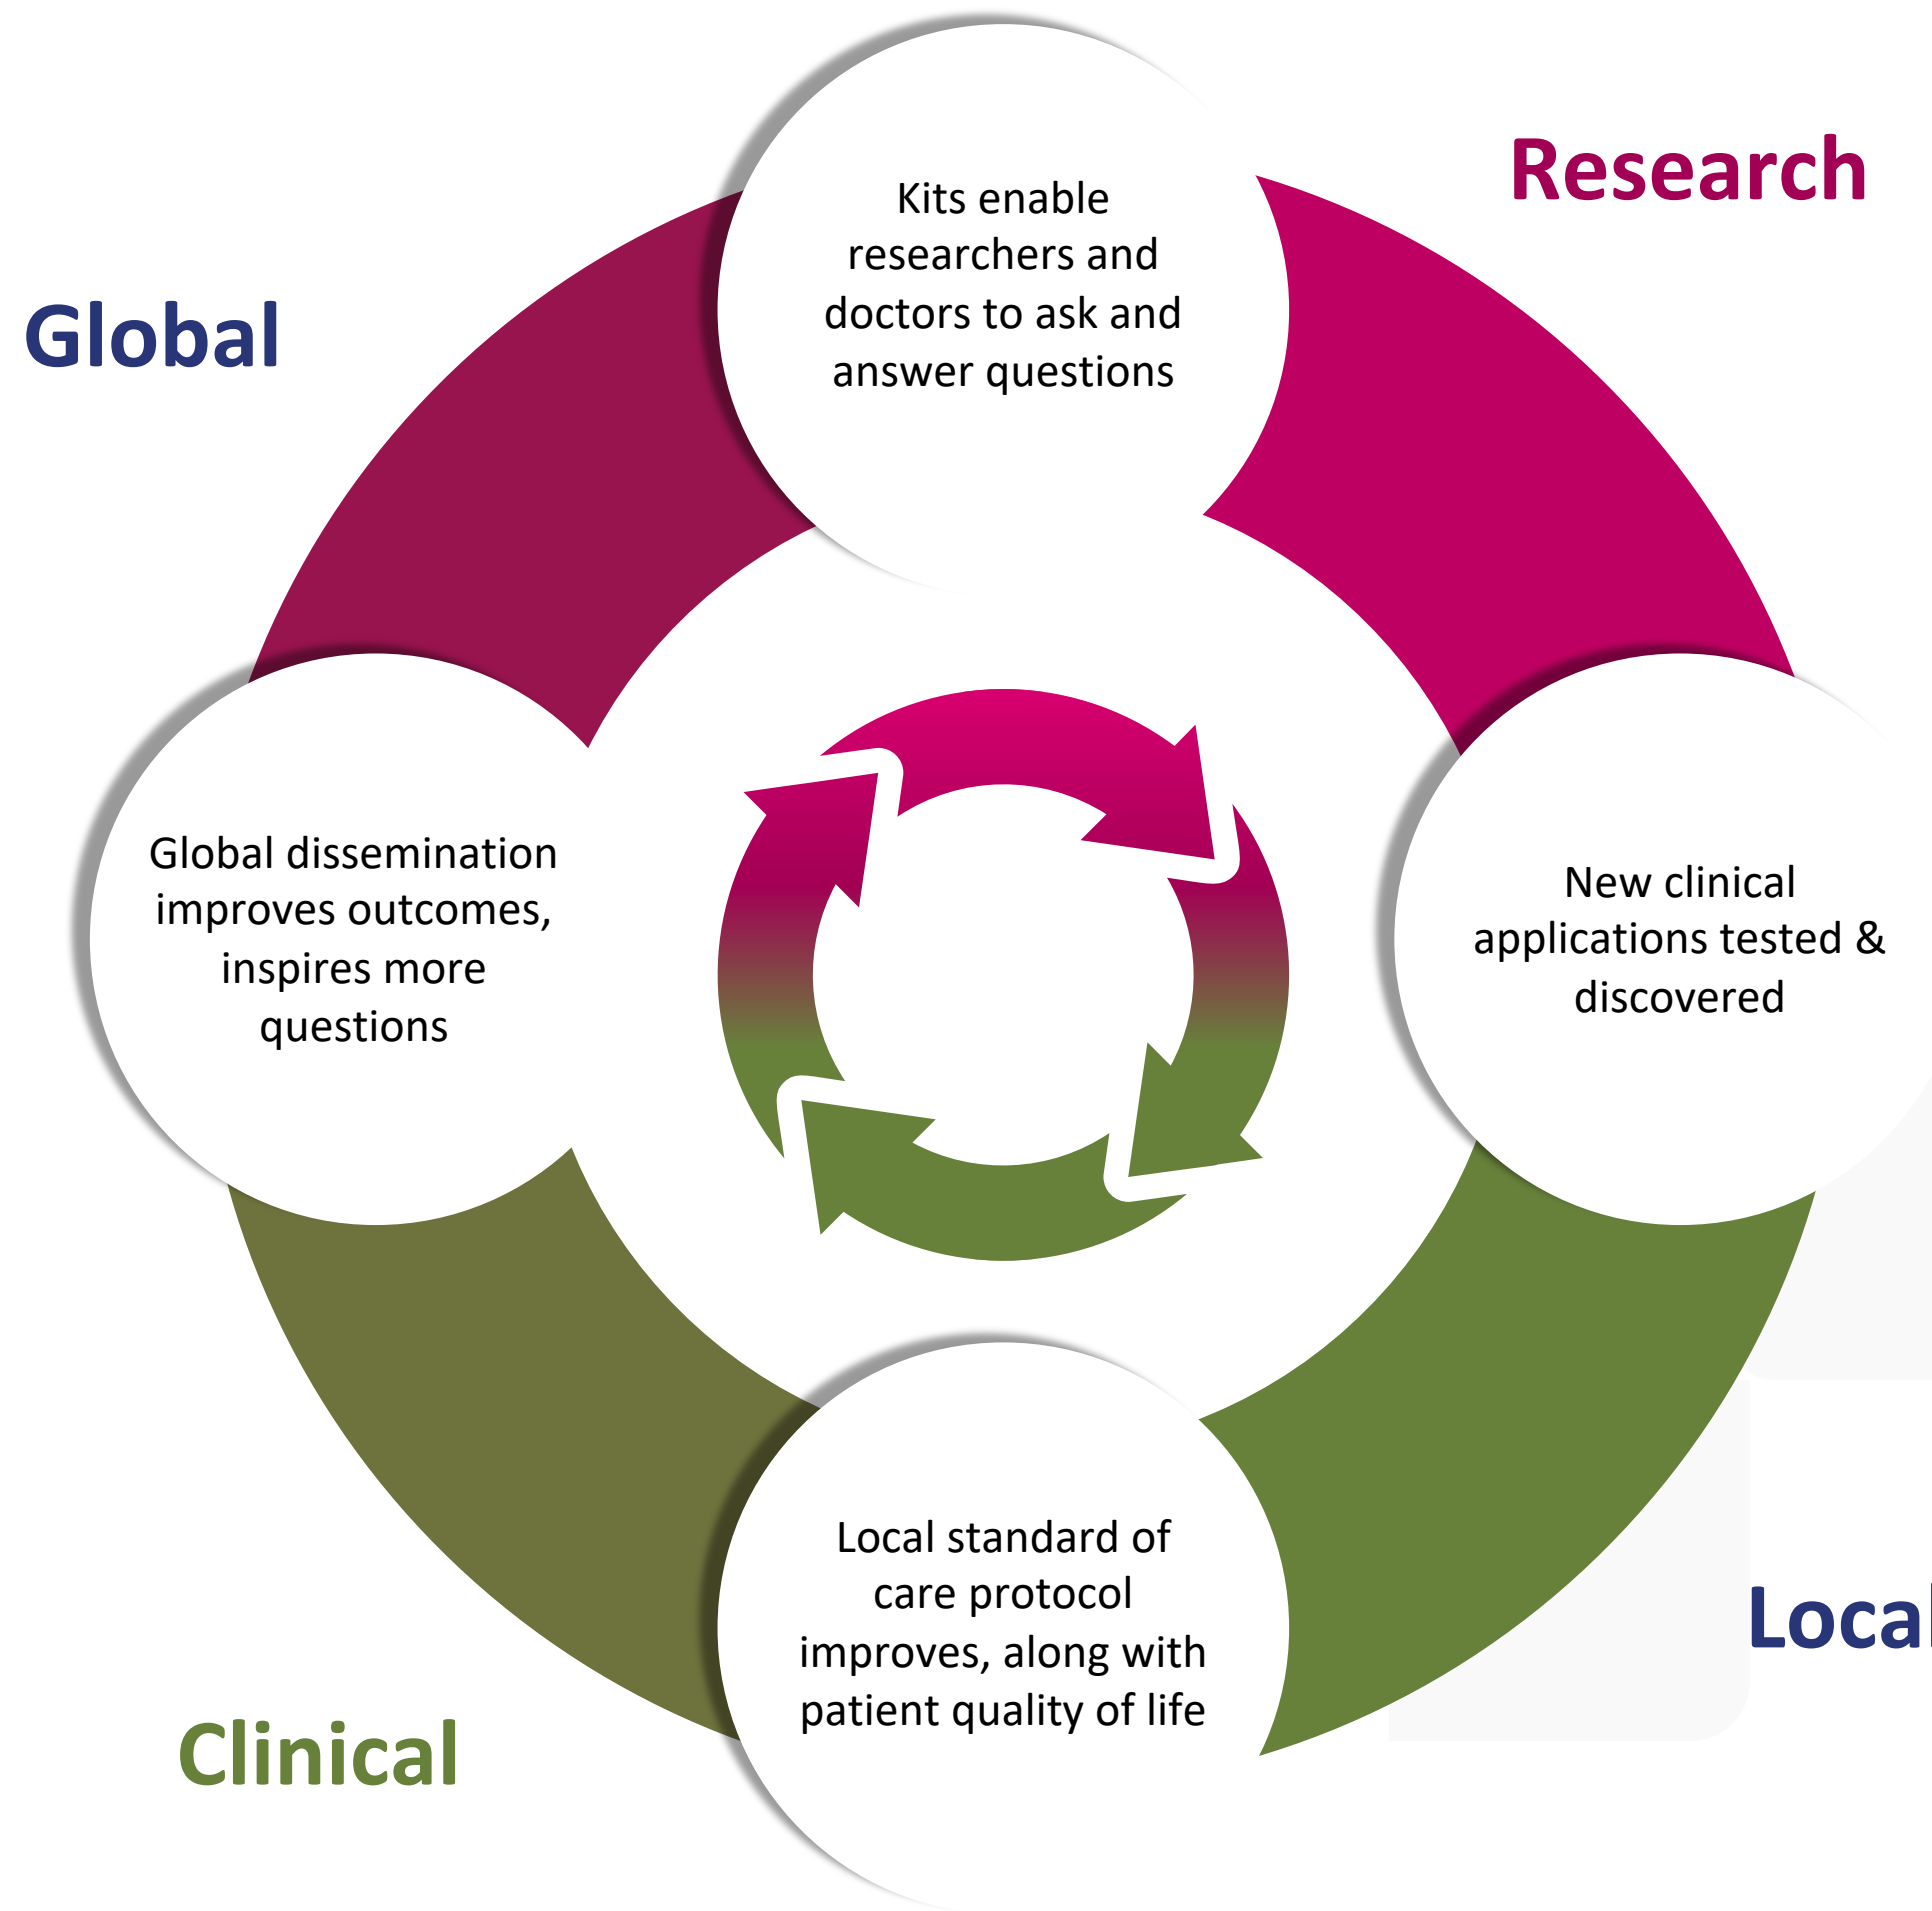 Research
Global
Kits enable
researchers and
doctors to ask and
answer questions
Global dissemination
improves outcomes,
inspires more
questions
New clinical
applications tested &
discovered
Local standard of
care protocol
improves, along with
patient quality of life
Local
Clinical